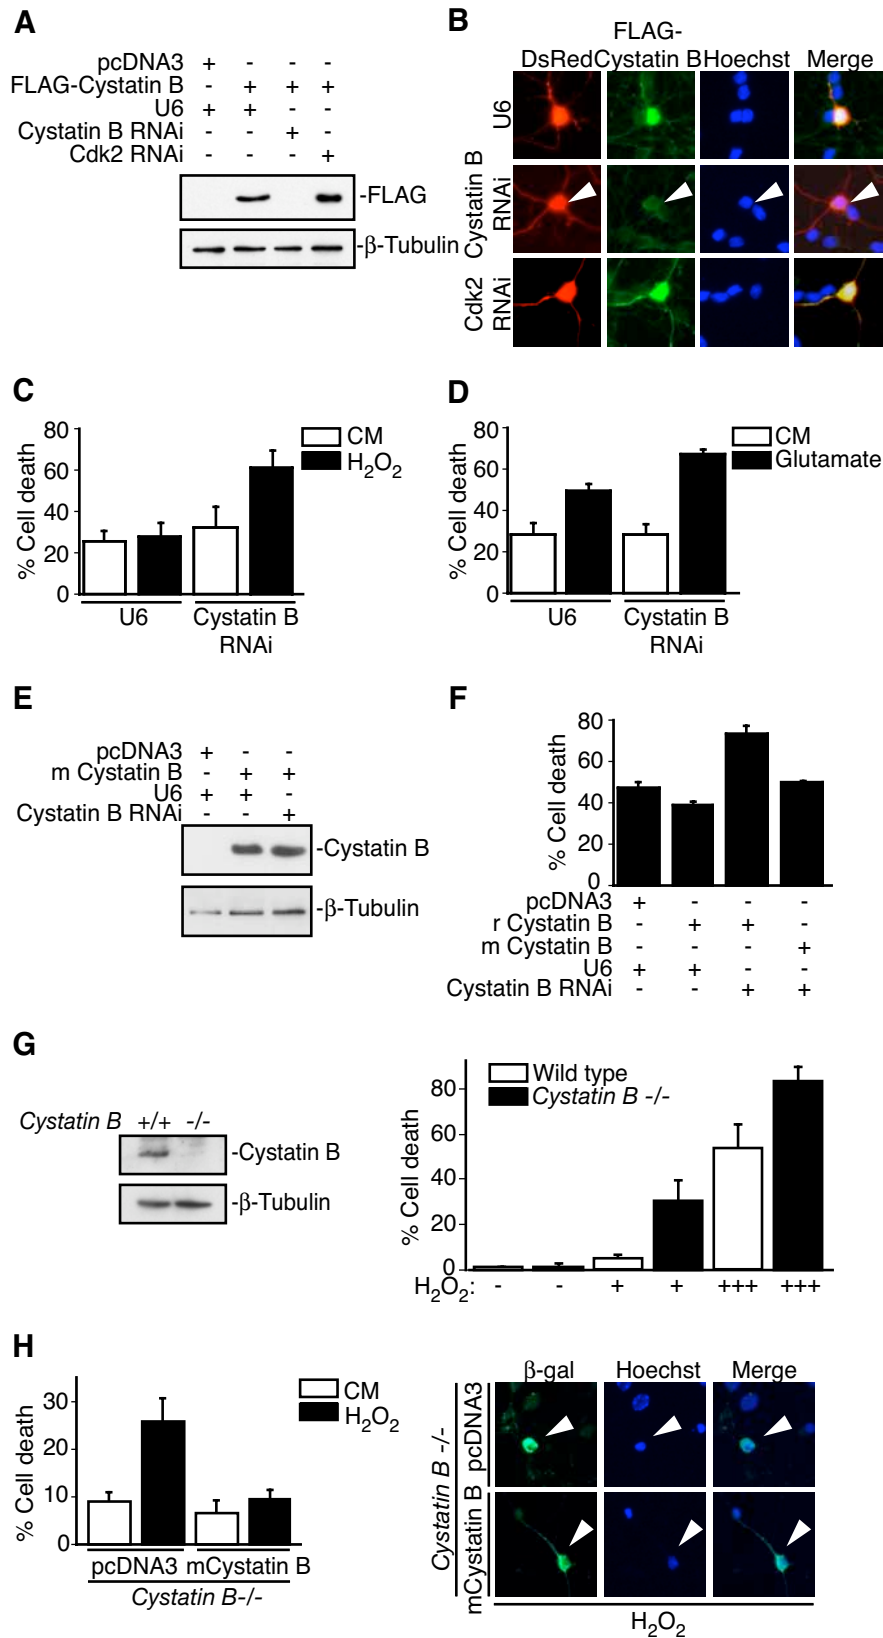 A
pcDNA3 + - - -
FLAG-Cystatin B - + + +
U6 + + - -
Cystatin B RNAi - - + -
Cdk2 RNAi - - - +
-FLAG
-β-Tubulin
B
FLAG-
DsRed Cystatin B Hoechst Merge
U6
Cystatin B
RNAi
Cdk2
RNAi
C
% Cell death
80
60
40
20
0
CM
H2O2
U6
Cystatin B
RNAi
D
% Cell death
80
60
40
20
0
CM
Glutamate
U6
Cystatin B
RNAi
E
pcDNA3 + - -
m Cystatin B - + +
U6 + + -
Cystatin B RNAi - - +
-Cystatin B
-β-Tubulin
F
% Cell death
80
60
40
20
0
pcDNA3 + - - -
r Cystatin B - + + -
m Cystatin B - - - +
U6 + + - -
Cystatin B RNAi - - + +
G
Cystatin B +/+ -/-
-Cystatin B
-β-Tubulin
% Cell death
80
60
40
20
0
Wild type
Cystatin B -/-
H2O2: - - + + +++ +++
H
% Cell death
30
20
10
0
CM
H2O2
pcDNA3 mCystatin B
Cystatin B-/-
β-gal Hoechst Merge
Cystatin B -/-
pcDNA3
mCystatin B
H2O2